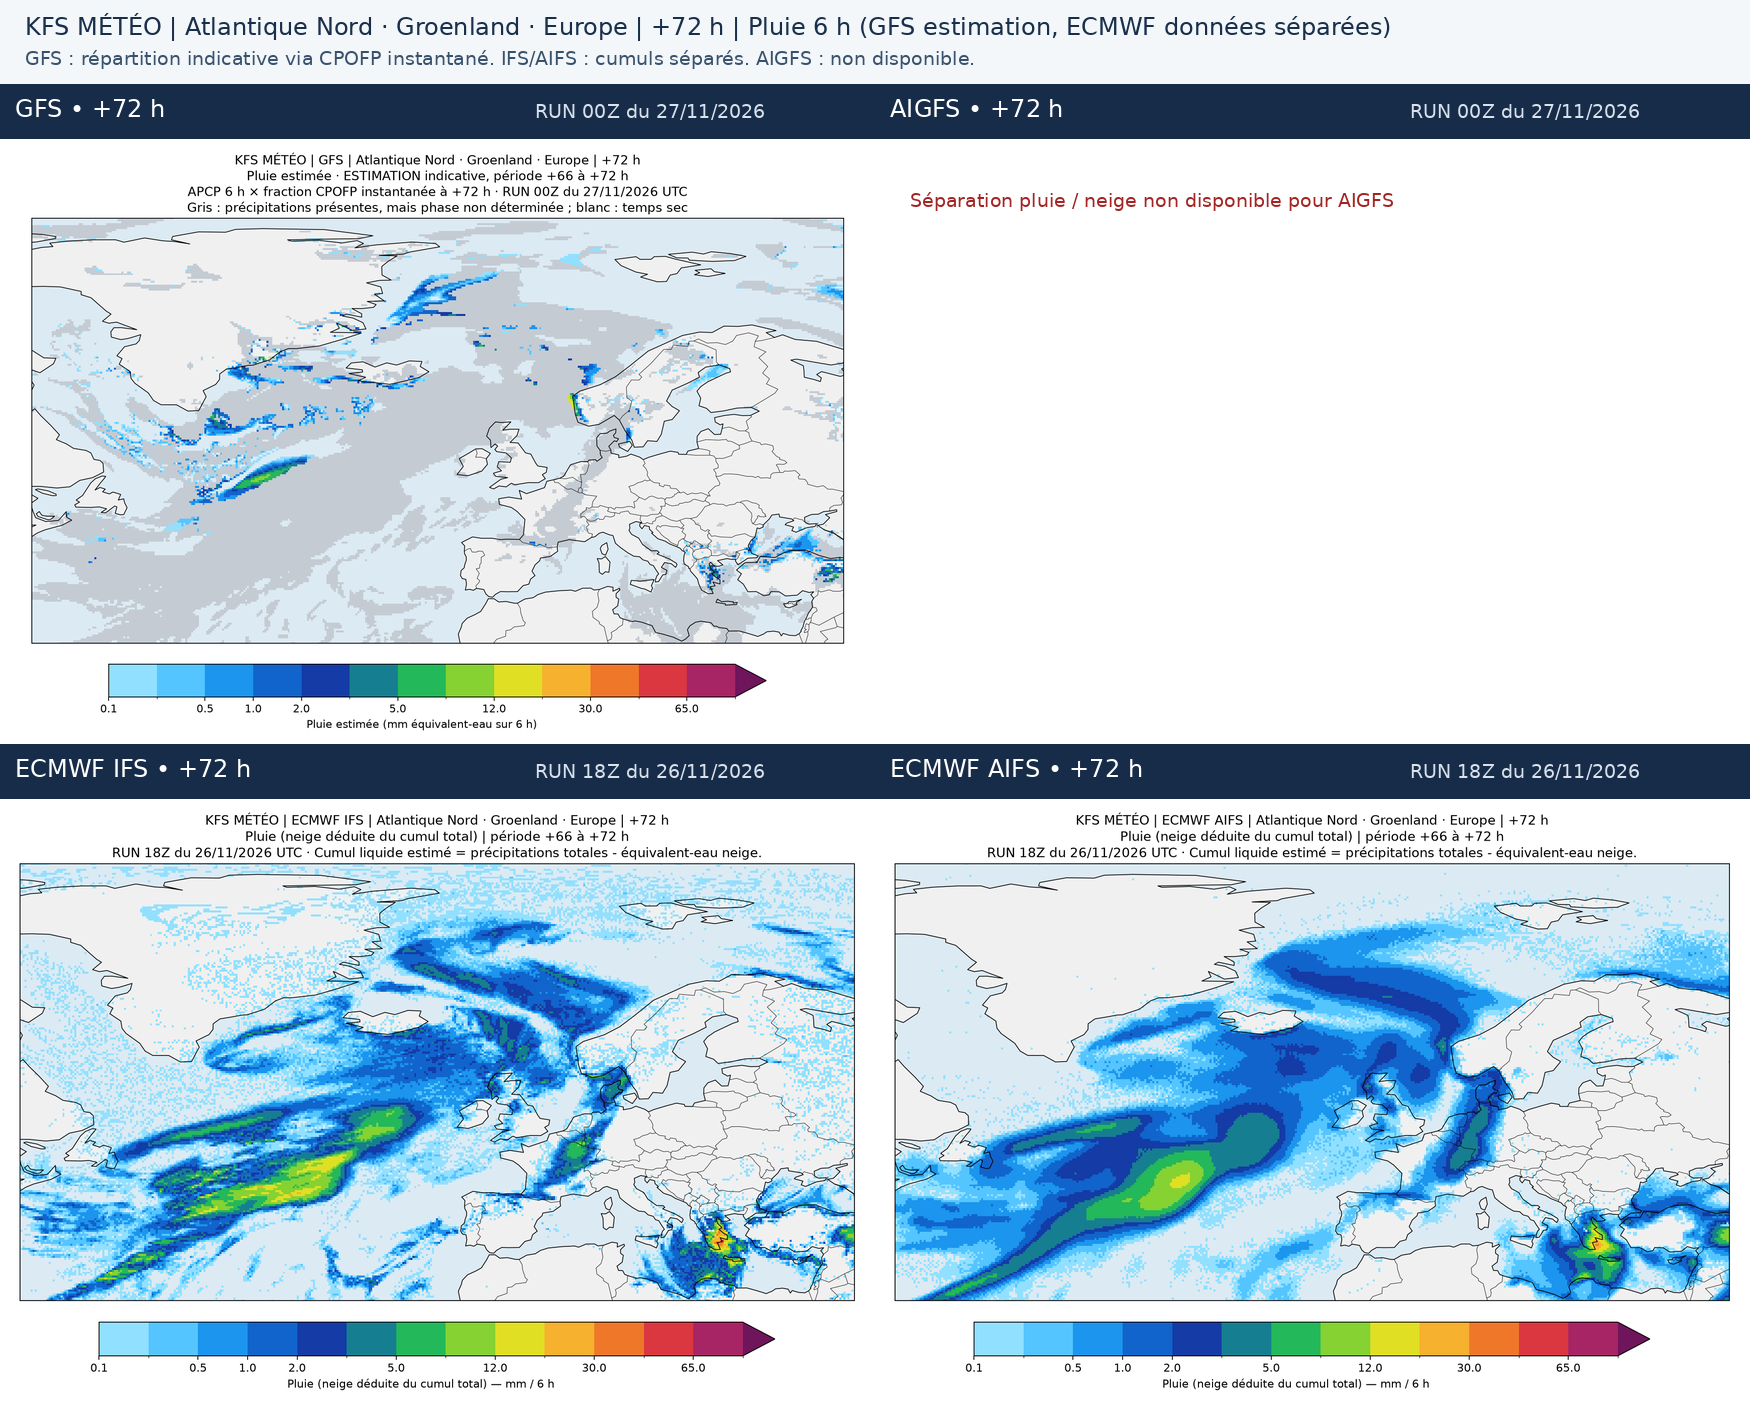 KFS MÉTÉO | Atlantique Nord · Groenland · Europe | +72 h | Pluie 6 h (GFS estimation, ECMWF données séparées)
GFS : répartition indicative via CPOFP instantané. IFS/AIFS : cumuls séparés. AIGFS : non disponible.
GFS • +72 h
RUN 00Z du 27/11/2026
AIGFS • +72 h
RUN 00Z du 27/11/2026
KFS MÉTÉO | GFS | Atlantique Nord · Groenland · Europe | +72 h
Pluie estimée · ESTIMATION indicative, période +66 à +72 h
APCP 6 h × fraction CPOFP instantanée à +72 h · RUN 00Z du 27/11/2026 UTC
Gris : précipitations présentes, mais phase non déterminée ; blanc : temps sec
Séparation pluie / neige non disponible pour AIGFS
0.1 0.5 1.0 2.0 5.0 12.0 30.0 65.0
Pluie estimée (mm équivalent-eau sur 6 h)
ECMWF IFS • +72 h
RUN 18Z du 26/11/2026
ECMWF AIFS • +72 h
RUN 18Z du 26/11/2026
KFS MÉTÉO | ECMWF IFS | Atlantique Nord · Groenland · Europe | +72 h
Pluie (neige déduite du cumul total) | période +66 à +72 h
RUN 18Z du 26/11/2026 UTC · Cumul liquide estimé = précipitations totales - équivalent-eau neige.
KFS MÉTÉO | ECMWF AIFS | Atlantique Nord · Groenland · Europe | +72 h
Pluie (neige déduite du cumul total) | période +66 à +72 h
RUN 18Z du 26/11/2026 UTC · Cumul liquide estimé = précipitations totales - équivalent-eau neige.
0.1 0.5 1.0 2.0 5.0 12.0 30.0 65.0
Pluie (neige déduite du cumul total) — mm / 6 h
0.1 0.5 1.0 2.0 5.0 12.0 30.0 65.0
Pluie (neige déduite du cumul total) — mm / 6 h